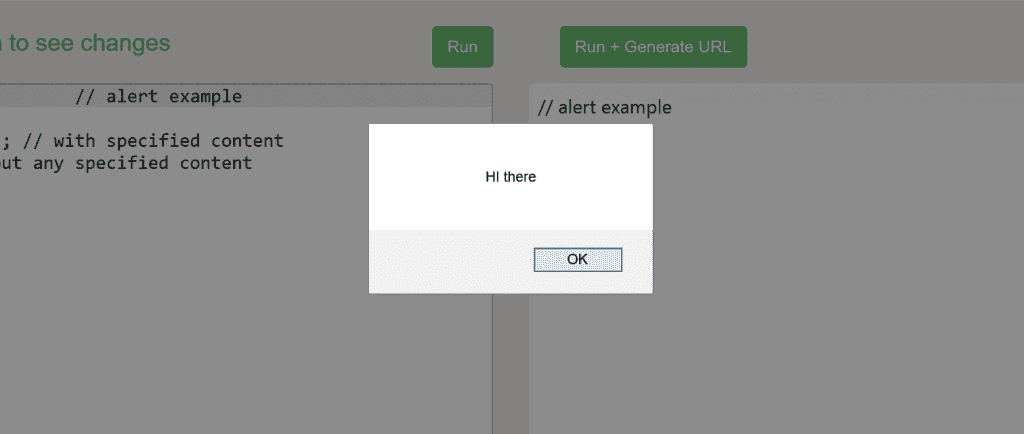 to see changes
Run
Run + Generate URL
// alert example
; // with specified content
any specified content
// alert example
HI there
OK